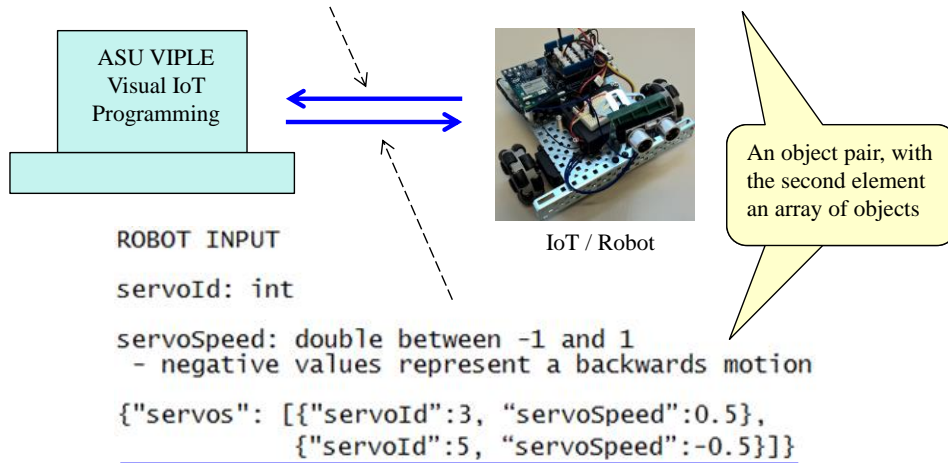 ASU VIPLE
Visual IoT
Programming
An object pair, with
the second element
an array of objects
IoT / Robot
ROBOT INPUT
servoId: int
servoSpeed: double between -1 and 1
- negative values represent a backwards motion
{"servos": [{"servoId":3, “servoSpeed":0.5},
{"servoId":5, “servoSpeed":-0.5}]}